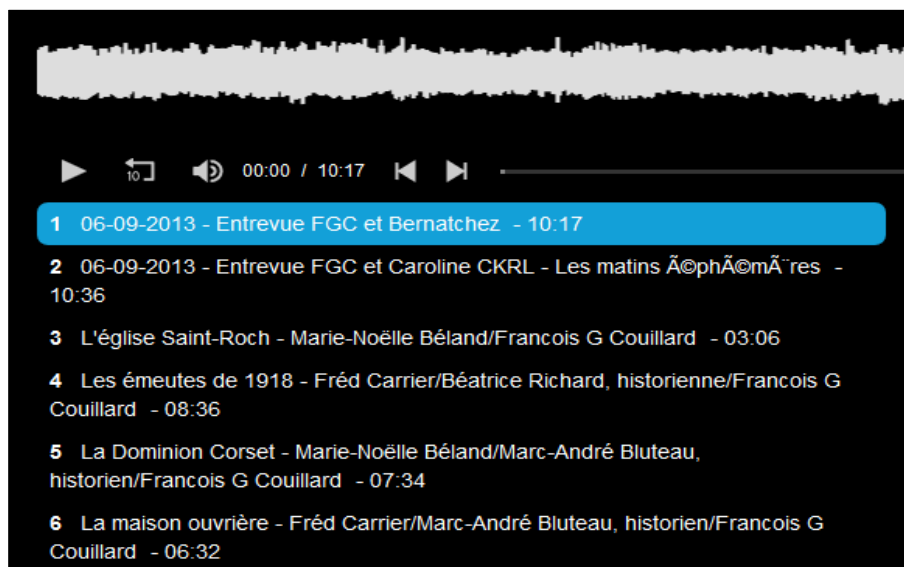 10
00:00 / 10:17
1 06-09-2013 - Entrevue FGC et Bernatchez - 10:17
2 06-09-2013 - Entrevue FGC et Caroline CKRL - Les matins Ã©phÃ©mÃ¨res -
10:36
3 L'église Saint-Roch - Marie-Noëlle Béland/Francois G Couillard - 03:06
4 Les émeutes de 1918 - Fréd Carrier/Béatrice Richard, historienne/Francois G
Couillard - 08:36
5 La Dominion Corset - Marie-Noëlle Béland/Marc-André Bluteau,
historien/Francois G Couillard - 07:34
6 La maison ouvrière - Fréd Carrier/Marc-André Bluteau, historien/Francois G
Couillard - 06:32